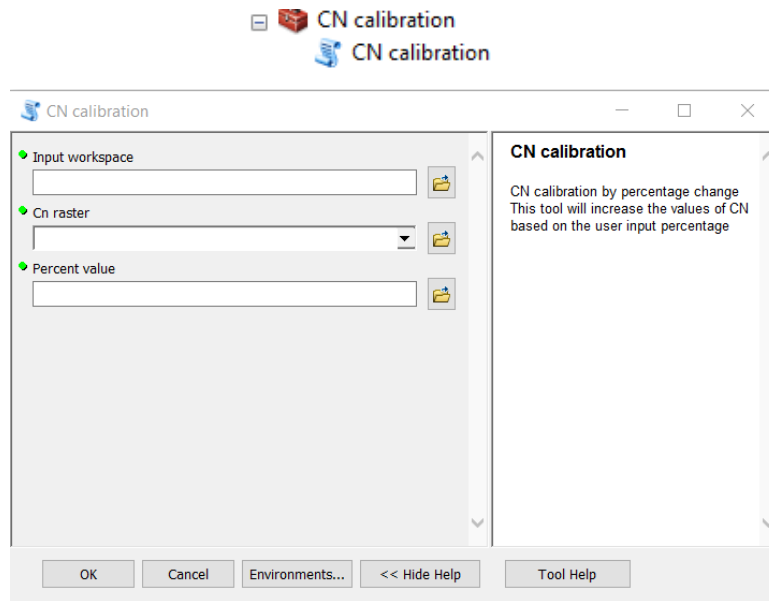 CN calibration
CN calibration
CN calibration
Input workspace
Cn raster
Percent value
CN calibration
CN calibration by percentage change
This tool will increase the values of CN
based on the user input percentage
OK
Cancel
Environments...
<< Hide Help
Tool Help